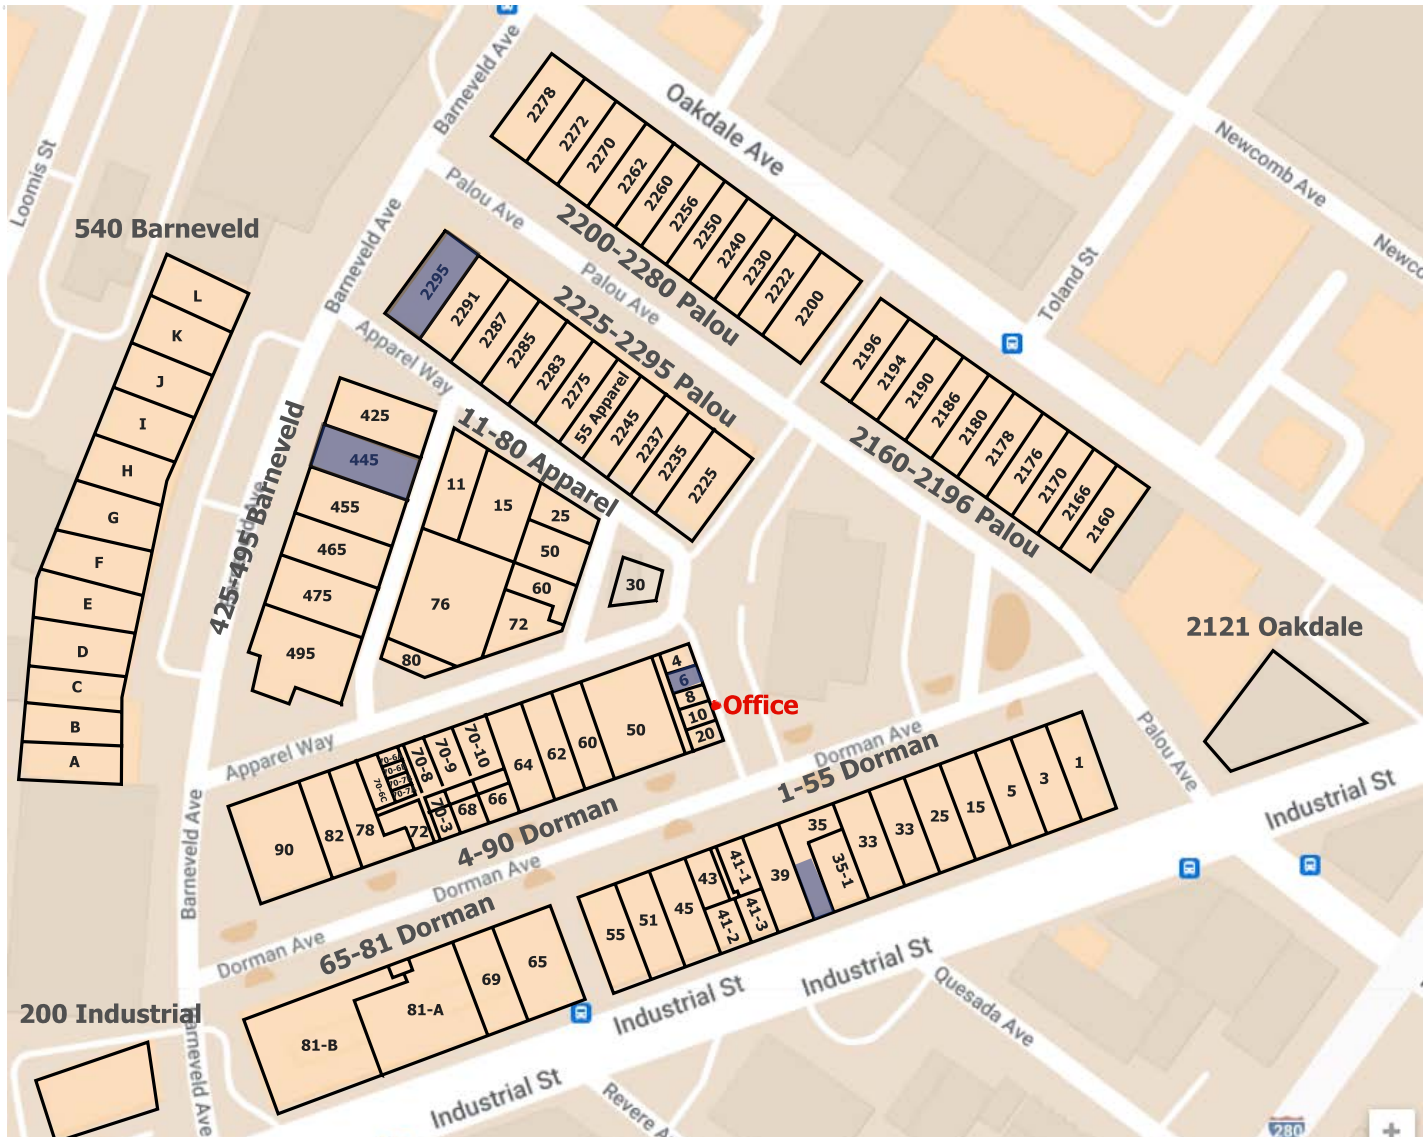 Barneveld Ave
Oakdale Ave
Newcomb Ave
Newco
Loomis St
Palou Ave
Toland St
2278
2272
2270
2262
2260
2256
2250
2240
2230
2222
2200
2200-2280 Palou
540 Barneveld
L
K
J
I
H
G
F
E
D
C
B
A
Barneveld Ave
Palou Ave
2295
2291
2287
2285
2283
2275
55 Apparel
2245
2237
2235
2225
2225-2295 Palou
2196
2194
2190
2186
2180
2178
2176
2170
2166
2160
2160-2196 Palou
Apparel Way
425-495 Barneveld
425
445
455
465
475
495
11-80 Apparel
11
15
25
50
60
72
76
80
30
2121 Oakdale
4
6
8
10
20
Office
50
60
62
64
66
68
70-10
70-9
70-8
70-3
70-6C
72
78
82
90
4-90 Dorman
Apparel Way
Dorman Ave
Palou Ave
1-55 Dorman
1
3
5
15
25
33
33
35
35-1
39
41-1
41-2
41-3
43
45
51
55
Industrial St
Barneveld Ave
Dorman Ave
Dorman Ave
65-81 Dorman
65
69
81-A
81-B
200 Industrial
Industrial St
Industrial St
Industrial St
Quesada Ave
Revere A
280
+